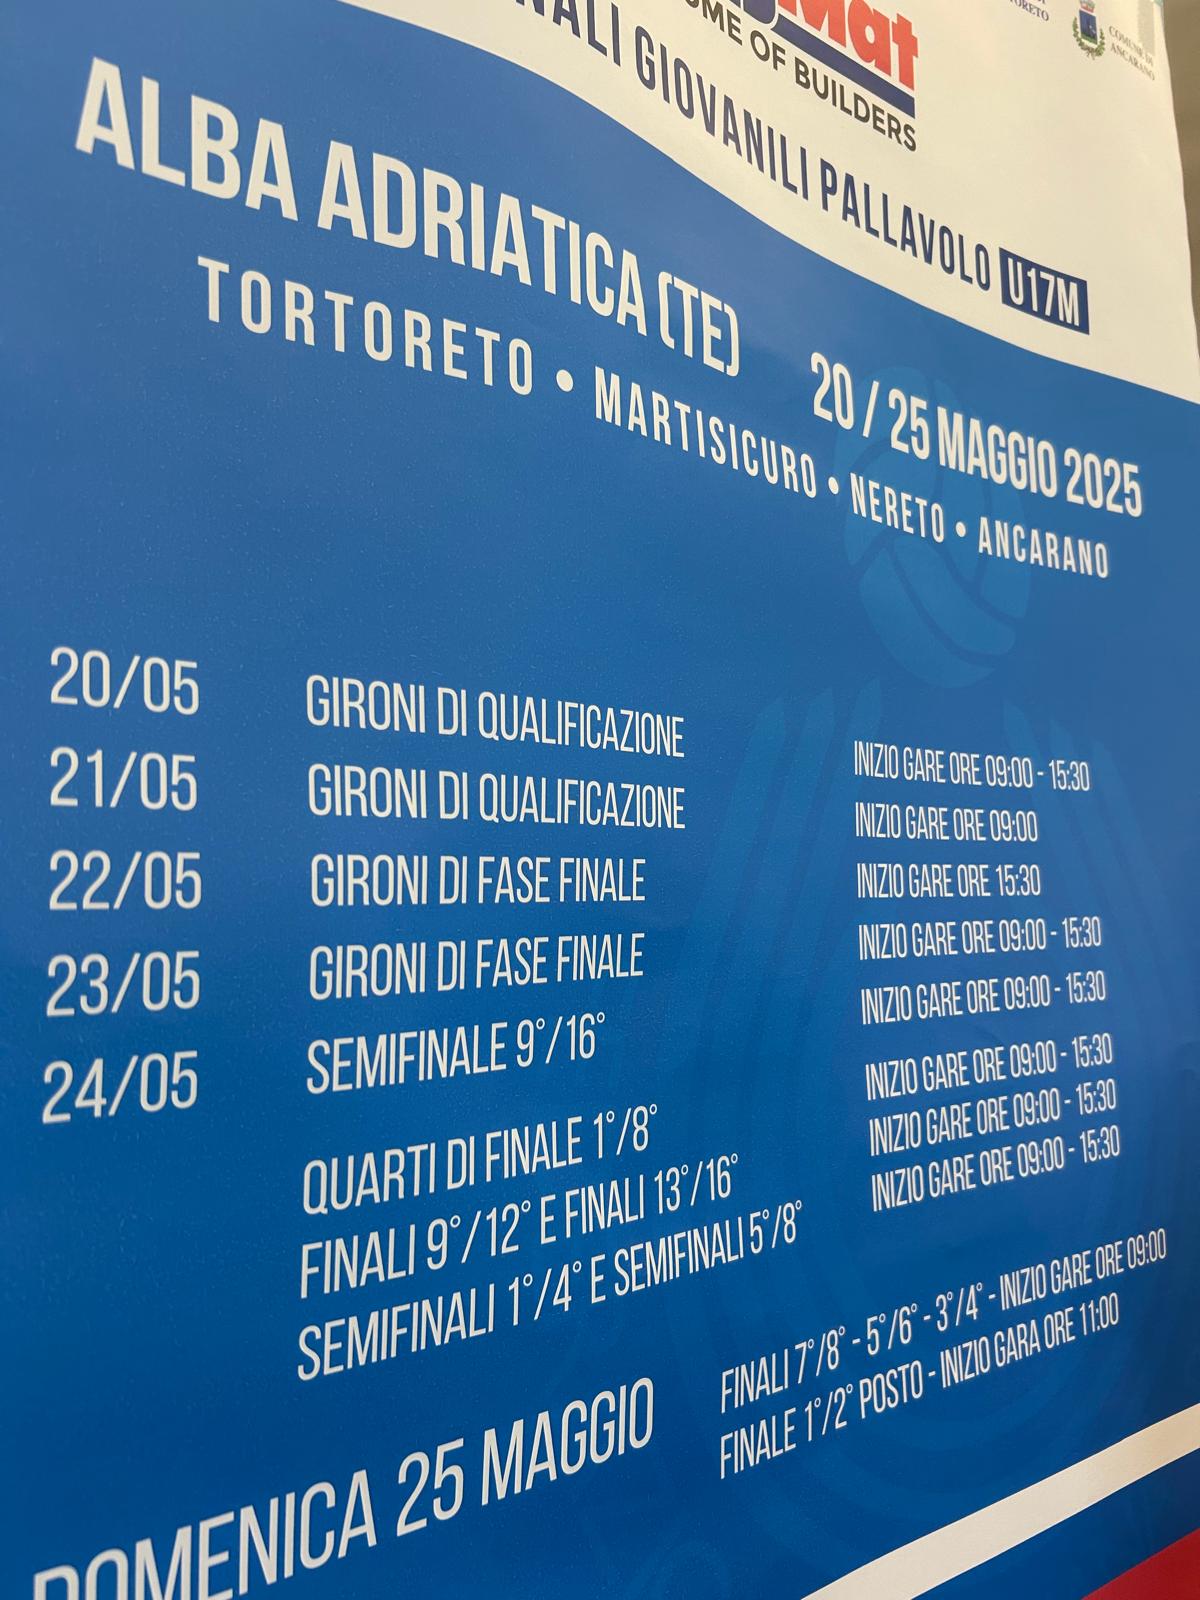 OME OF BUILDERS
COMUNE DI
ANCARANO
NALI GIOVANILI PALLAVOLO U17M
ALBA ADRIATICA (TE) 20 / 25 MAGGIO 2025
TORTORETO • MARTISICURO • NERETO • ANCARANO
20/05 GIRONI DI QUALIFICAZIONE INIZIO GARE ORE 09:00 - 15:30
21/05 GIRONI DI QUALIFICAZIONE INIZIO GARE ORE 09:00
22/05 GIRONI DI FASE FINALE INIZIO GARE ORE 15:30
23/05 GIRONI DI FASE FINALE INIZIO GARE ORE 09:00 - 15:30
24/05 SEMIFINALE 9°/16° INIZIO GARE ORE 09:00 - 15:30
QUARTI DI FINALE 1°/8° INIZIO GARE ORE 09:00 - 15:30
FINALI 9°/12° E FINALI 13°/16° INIZIO GARE ORE 09:00 - 15:30
SEMIFINALI 1°/4° E SEMIFINALI 5°/8° INIZIO GARE ORE 09:00 - 15:30
DOMENICA 25 MAGGIO
FINALI 7°/8° - 5°/6° - 3°/4° - INIZIO GARE ORE 09:00
FINALE 1°/2° POSTO - INIZIO GARA ORE 11:00